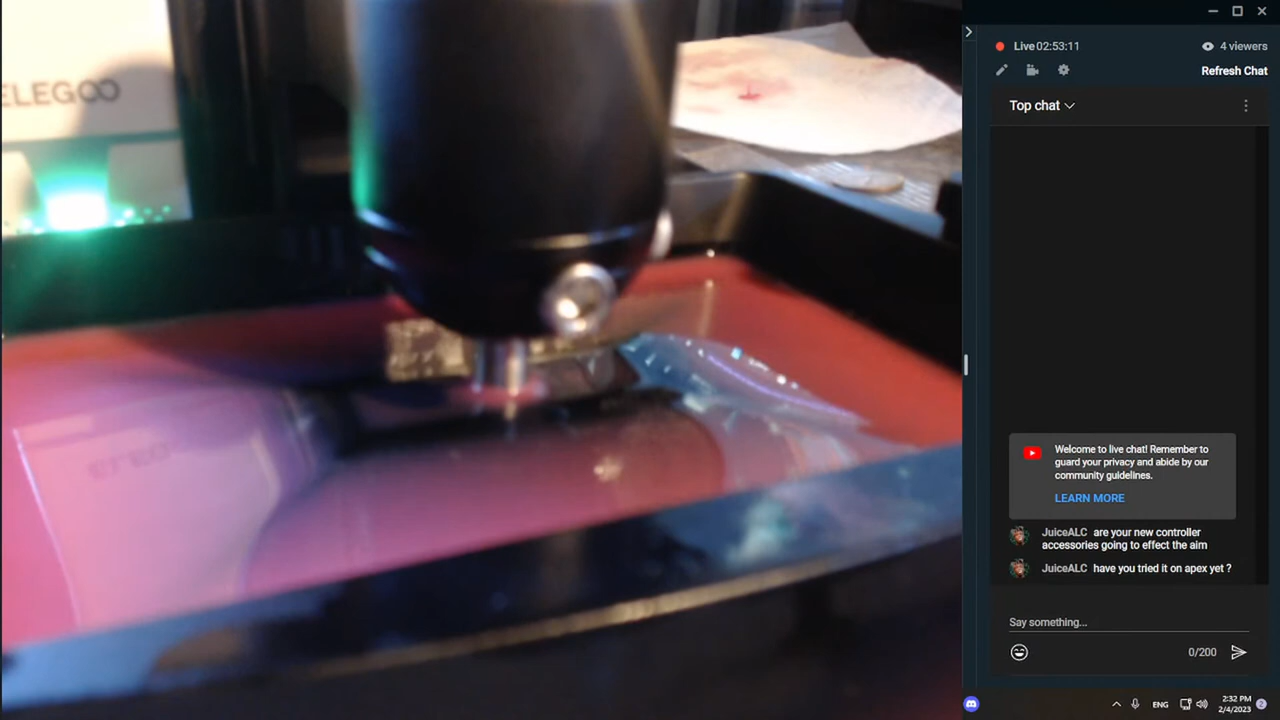 ELEGOO
Live 02:53:11
4 viewers
Refresh Chat
Top chat
Welcome to live chat! Remember to
guard your privacy and abide by our
community guidelines.
LEARN MORE
JuiceALC are your new controller
accessories going to effect the aim
JuiceALC have you tried it on apex yet ?
Say something...
0/200
ENG
2:32 PM
2/4/2023
2